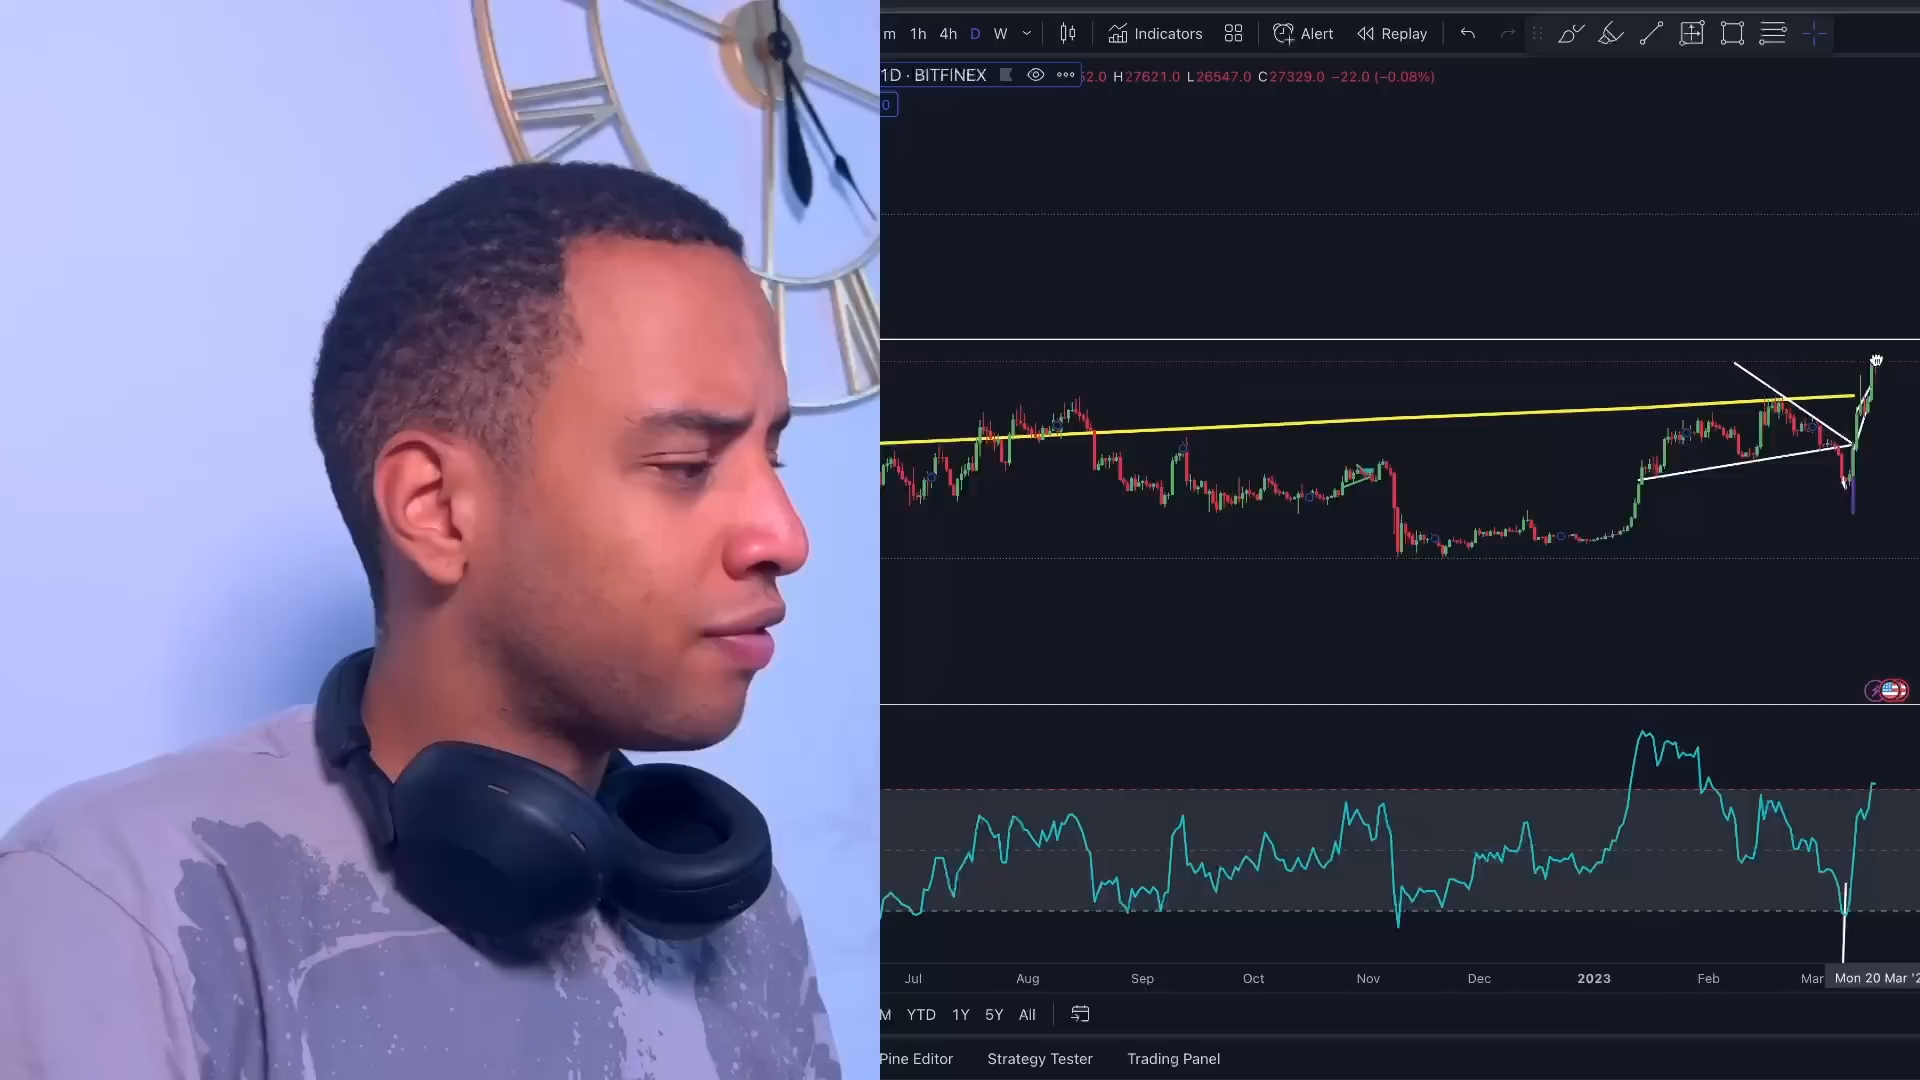 m 1h 4h D W Indicators Alert Replay
1D · BITFINEX 52.0 H27621.0 L26547.0 C27329.0 −22.0 (−0.08%)
0
Jul Aug Sep Oct Nov Dec 2023 Feb Mar Mon 20 Mar '2
M YTD 1Y 5Y All
Pine Editor Strategy Tester Trading Panel